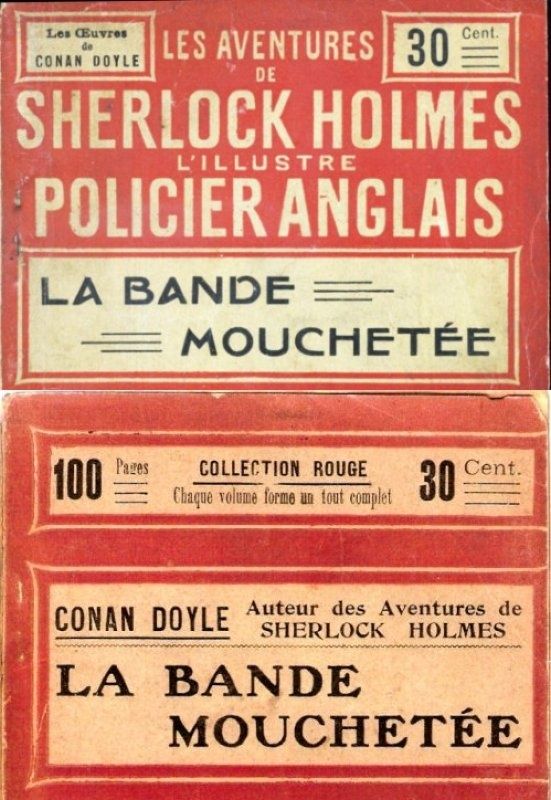 Les Œuvres
de
CONAN DOYLE
LES AVENTURES
DE
30 Cent.
SHERLOCK HOLMES
L'ILLUSTRE
POLICIER ANGLAIS
LA BANDE
MOUCHETÉE
100 Pages
COLLECTION ROUGE
Chaque volume forme un tout complet
30 Cent.
CONAN DOYLE
Auteur des Aventures de
SHERLOCK HOLMES
LA BANDE
MOUCHETÉE